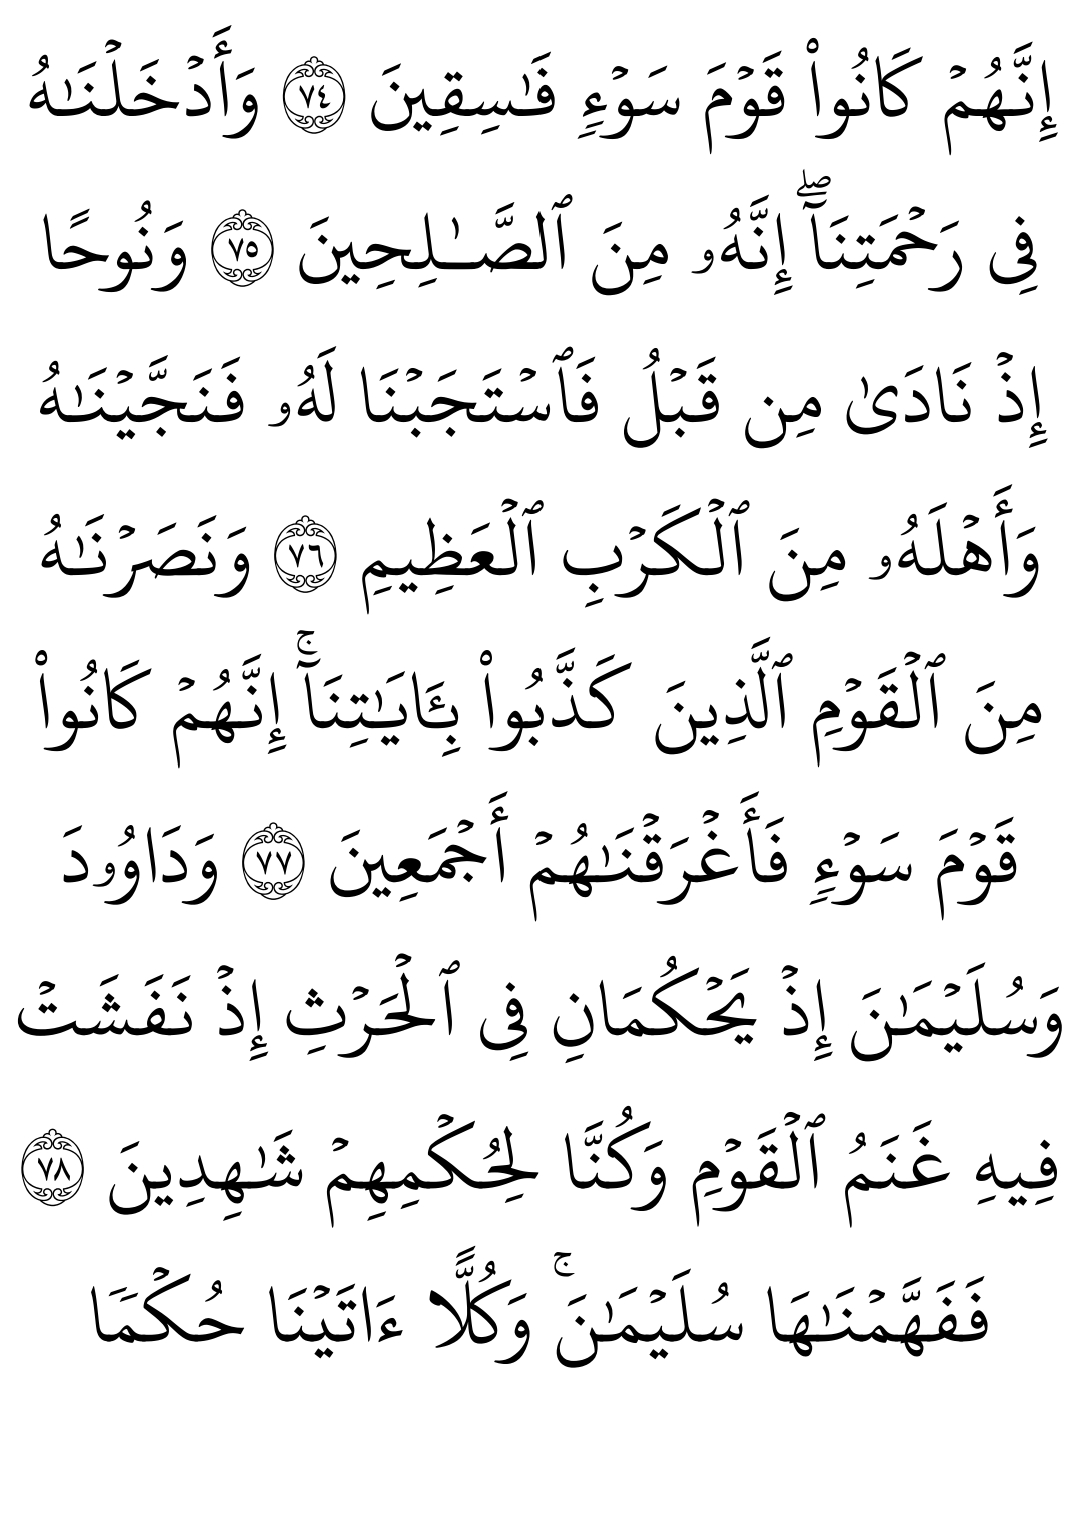 إِنَّهُمۡ كَانُواْ قَوۡمَ سَوۡءٖ فَٰسِقِينَ ٧٤ وَأَدۡخَلۡنَٰهُ
فِي رَحۡمَتِنَآۖ إِنَّهُۥ مِنَ ٱلصَّـٰلِحِينَ ٧٥ وَنُوحًا
إِذۡ نَادَىٰ مِن قَبۡلُ فَٱسۡتَجَبۡنَا لَهُۥ فَنَجَّيۡنَٰهُ
وَأَهۡلَهُۥ مِنَ ٱلۡكَرۡبِ ٱلۡعَظِيمِ ٧٦ وَنَصَرۡنَٰهُ
مِنَ ٱلۡقَوۡمِ ٱلَّذِينَ كَذَّبُواْ بِـَٔايَٰتِنَآۚ إِنَّهُمۡ كَانُواْ
قَوۡمَ سَوۡءٖ فَأَغۡرَقۡنَٰهُمۡ أَجۡمَعِينَ ٧٧ وَدَاوُۥدَ
وَسُلَيۡمَٰنَ إِذۡ يَحۡكُمَانِ فِي ٱلۡحَرۡثِ إِذۡ نَفَشَتۡ
فِيهِ غَنَمُ ٱلۡقَوۡمِ وَكُنَّا لِحُكۡمِهِمۡ شَٰهِدِينَ ٧٨
فَفَهَّمۡنَٰهَا سُلَيۡمَٰنَۚ وَكُلًّا ءَاتَيۡنَا حُكۡمَا